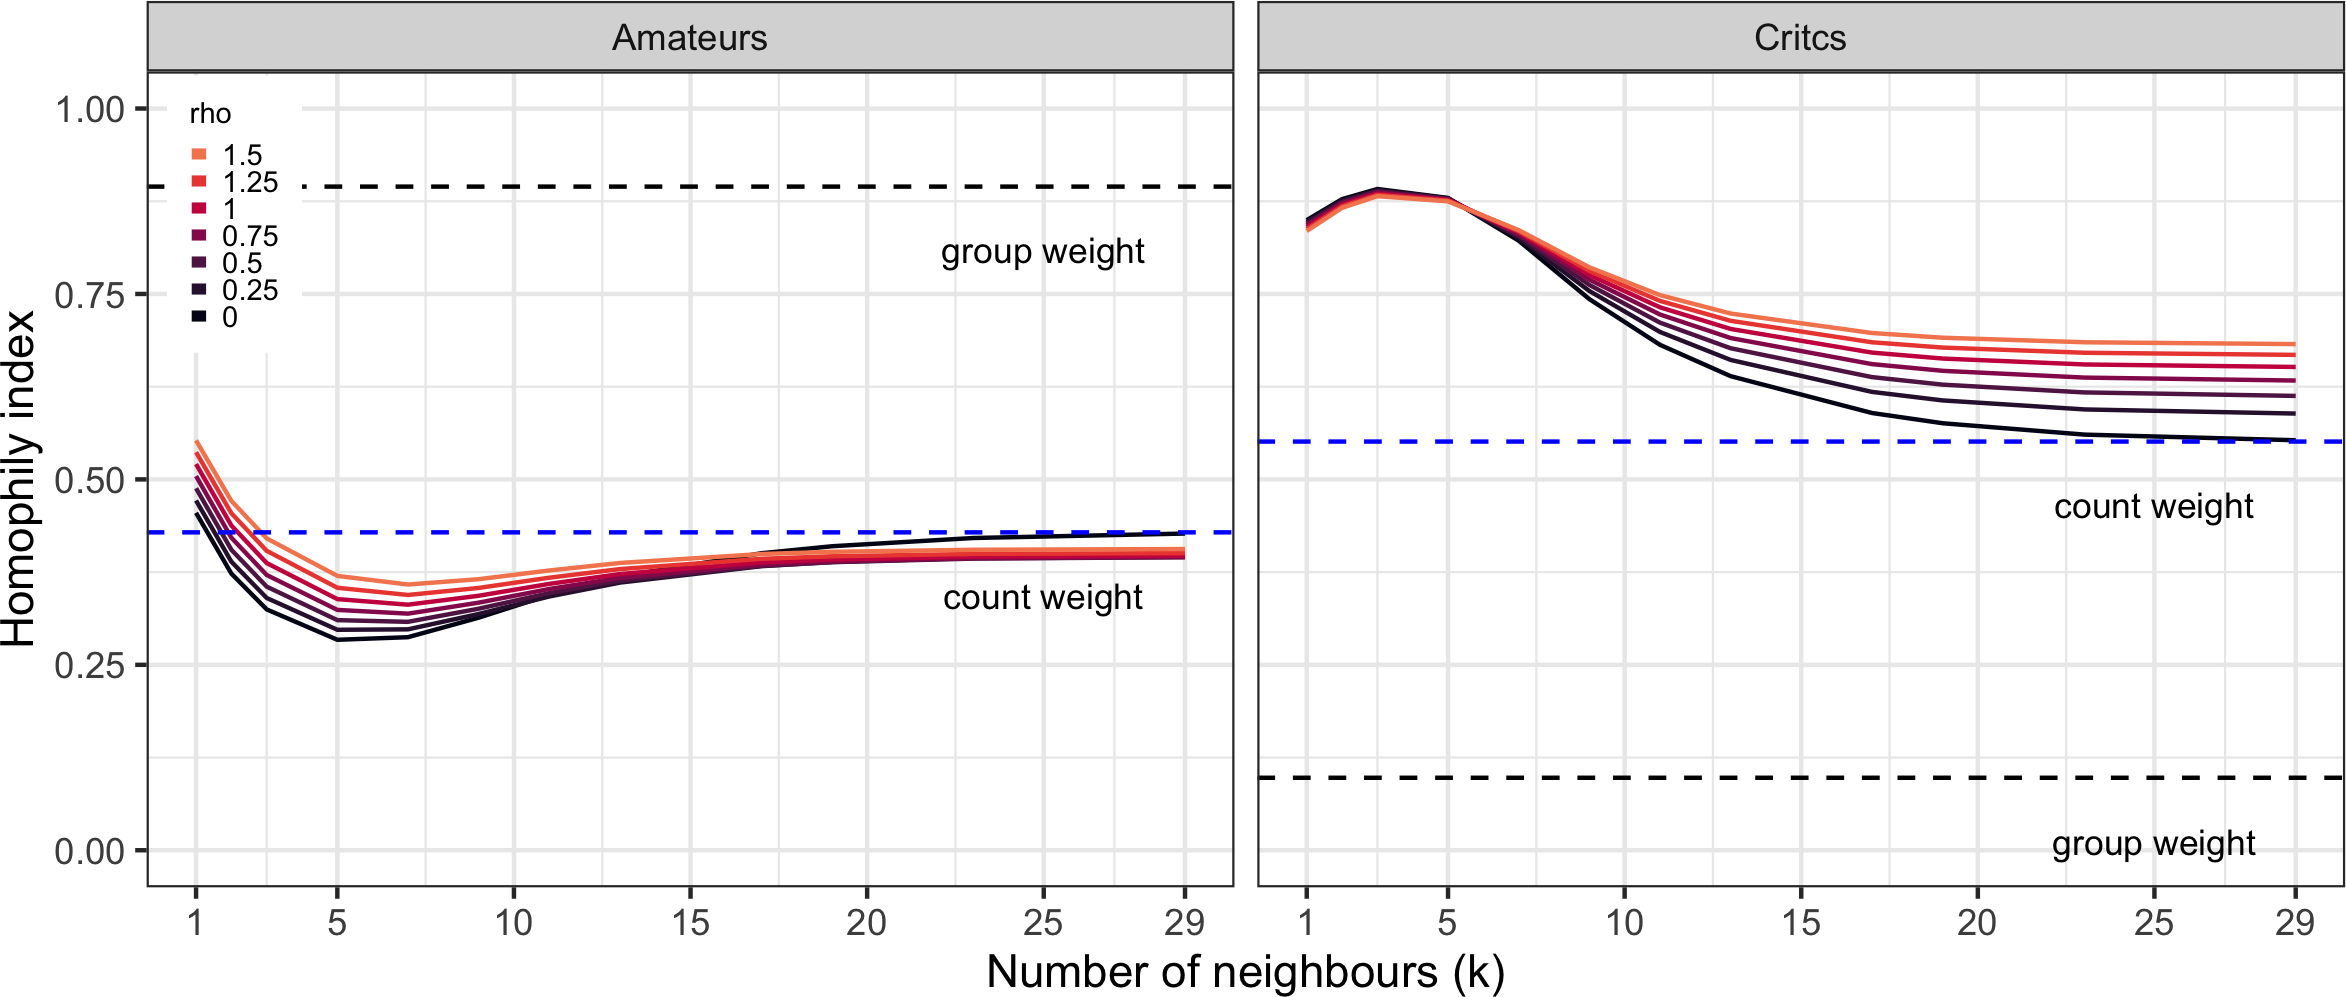 Amateurs
Critcs
Homophily index
1.00
0.75
0.50
0.25
0.00
rho
1.5
1.25
1
0.75
0.5
0.25
0
group weight
count weight
count weight
group weight
1 5 10 15 20 25 29
1 5 10 15 20 25 29
Number of neighbours (k)